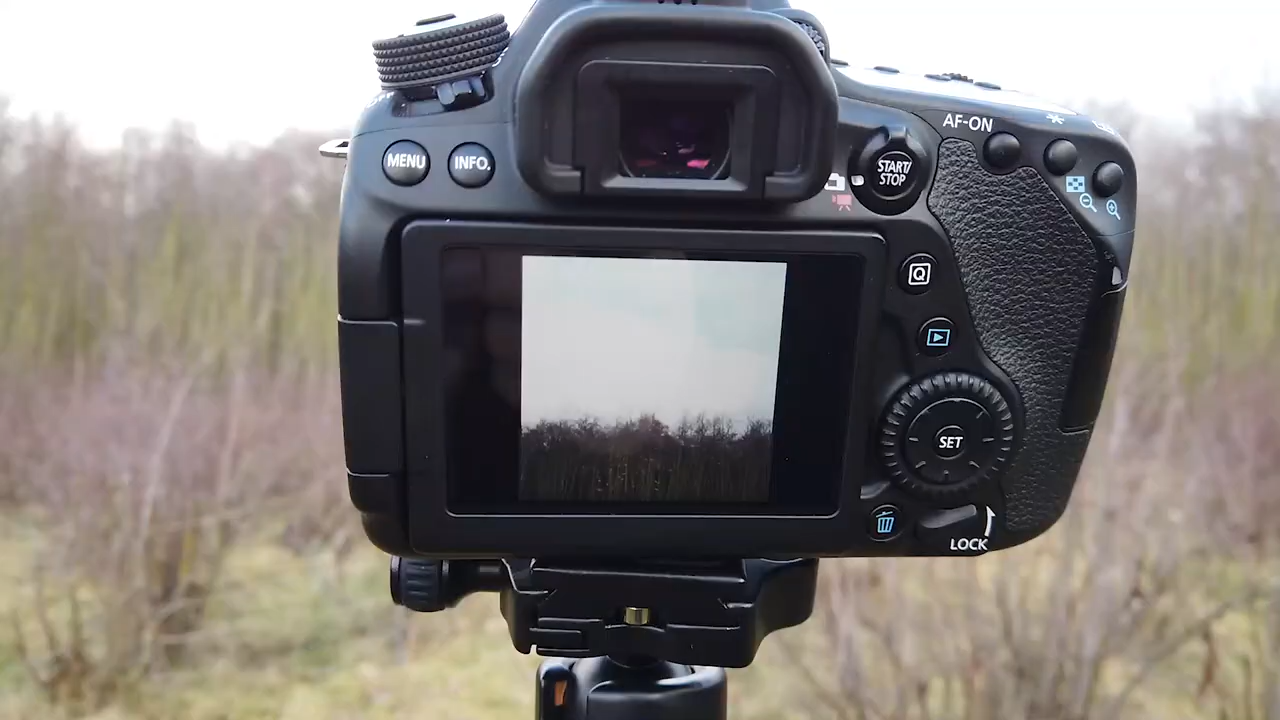 MENU
INFO.
START/
STOP
AF-ON
Q
SET
LOCK